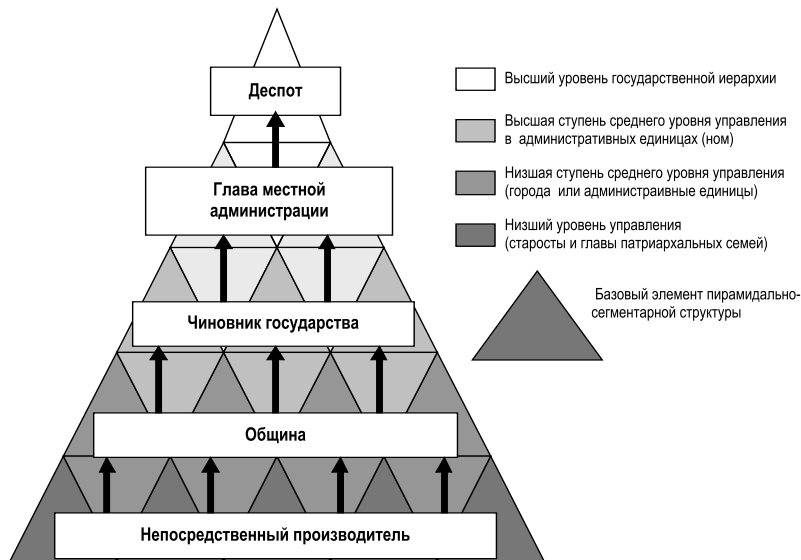 Деспот
Глава местной
администрации
Чиновник государства
Община
Непосредственный производитель
Высший уровень государственной иерархии
Высшая ступень среднего уровня управления
в административных единицах (ном)
Низшая ступень среднего уровня управления
(города или администраивные единицы)
Низший уровень управления
(старосты и главы патриархальных семей)
Базовый элемент пирамидально-
сегментарной структуры